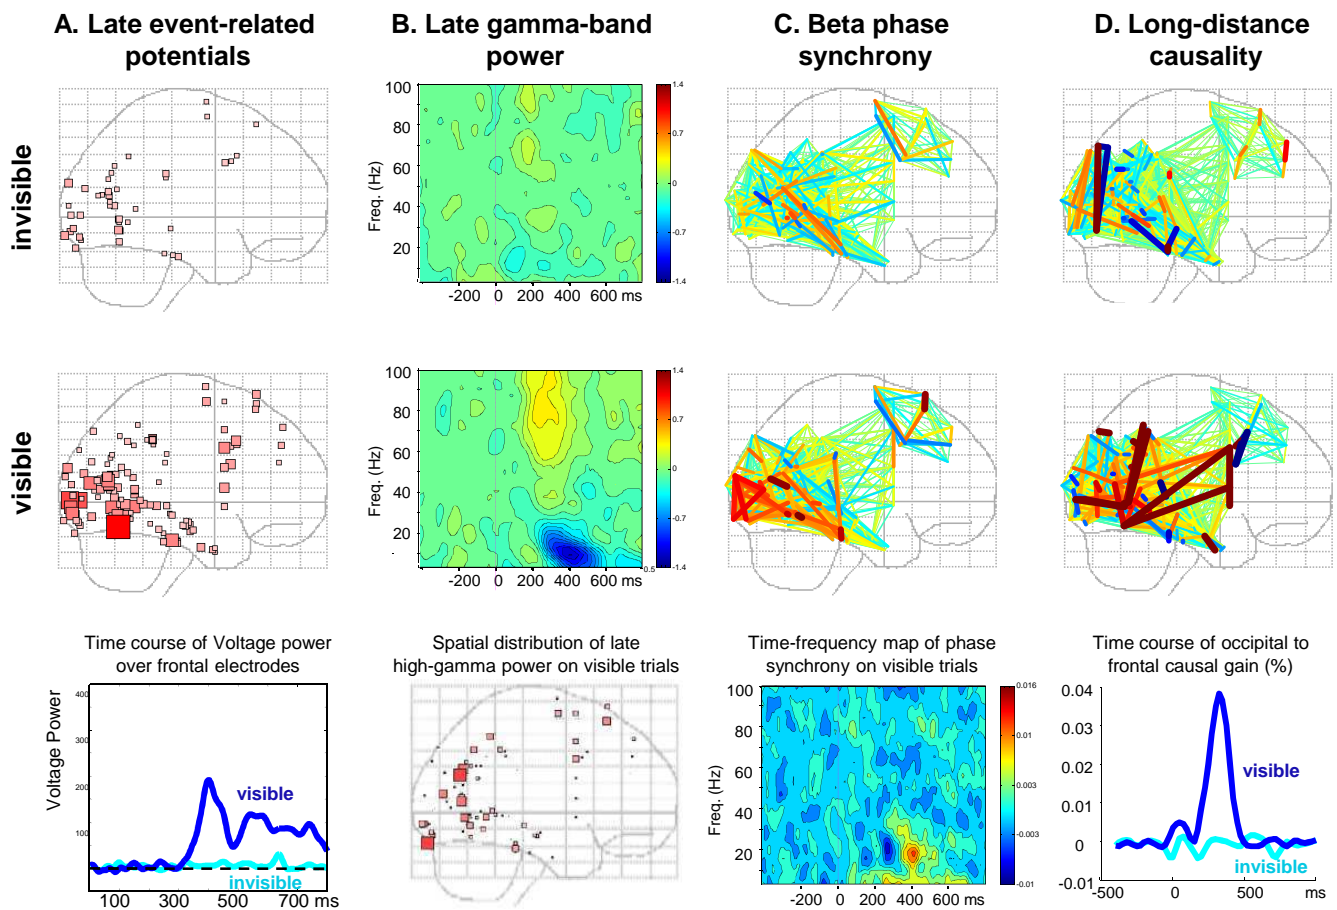 A. Late event-related
potentials
B. Late gamma-band
power
C. Beta phase
synchrony
D. Long-distance
causality
invisible
Freq. (Hz)
100
80
60
40
20
-200 0 200 400 600 ms
1.4
0.7
0
-0.7
-1.4
visible
Freq. (Hz)
100
80
60
40
20
-200 0 200 400 600 ms
1.4
0.7
0
-0.7
-1.4
0.5
Time course of Voltage power
over frontal electrodes
Voltage Power
400
300
200
100
visible
invisible
100 300 500 700 ms
Spatial distribution of late
high-gamma power on visible trials
Time-frequency map of phase
synchrony on visible trials
Freq. (Hz)
100
80
60
40
20
-200 0 200 400 600 ms
0.016
0.01
0.003
-0.003
-0.01
Time course of occipital to
frontal causal gain (%)
0.04
0.03
0.02
0.01
0
-0.01
visible
invisible
-500 0 500 ms